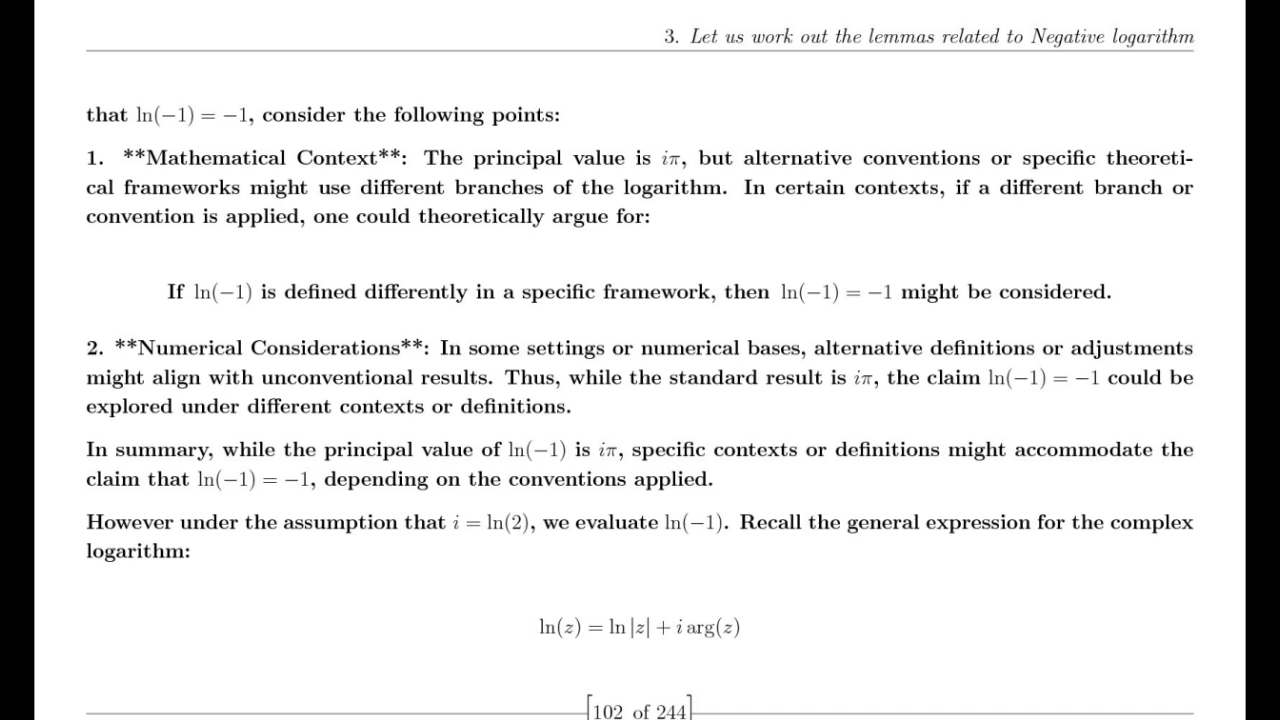 3. Let us work out the lemmas related to Negative logarithm
that ln(−1) = −1, consider the following points:
1. **Mathematical Context**: The principal value is iπ, but alternative conventions or specific theoreti-
cal frameworks might use different branches of the logarithm. In certain contexts, if a different branch or
convention is applied, one could theoretically argue for:
If ln(−1) is defined differently in a specific framework, then ln(−1) = −1 might be considered.
2. **Numerical Considerations**: In some settings or numerical bases, alternative definitions or adjustments
might align with unconventional results. Thus, while the standard result is iπ, the claim ln(−1) = −1 could be
explored under different contexts or definitions.
In summary, while the principal value of ln(−1) is iπ, specific contexts or definitions might accommodate the
claim that ln(−1) = −1, depending on the conventions applied.
However under the assumption that i = ln(2), we evaluate ln(−1). Recall the general expression for the complex
logarithm:
ln(z) = ln |z| + i arg(z)
[102 of 244]